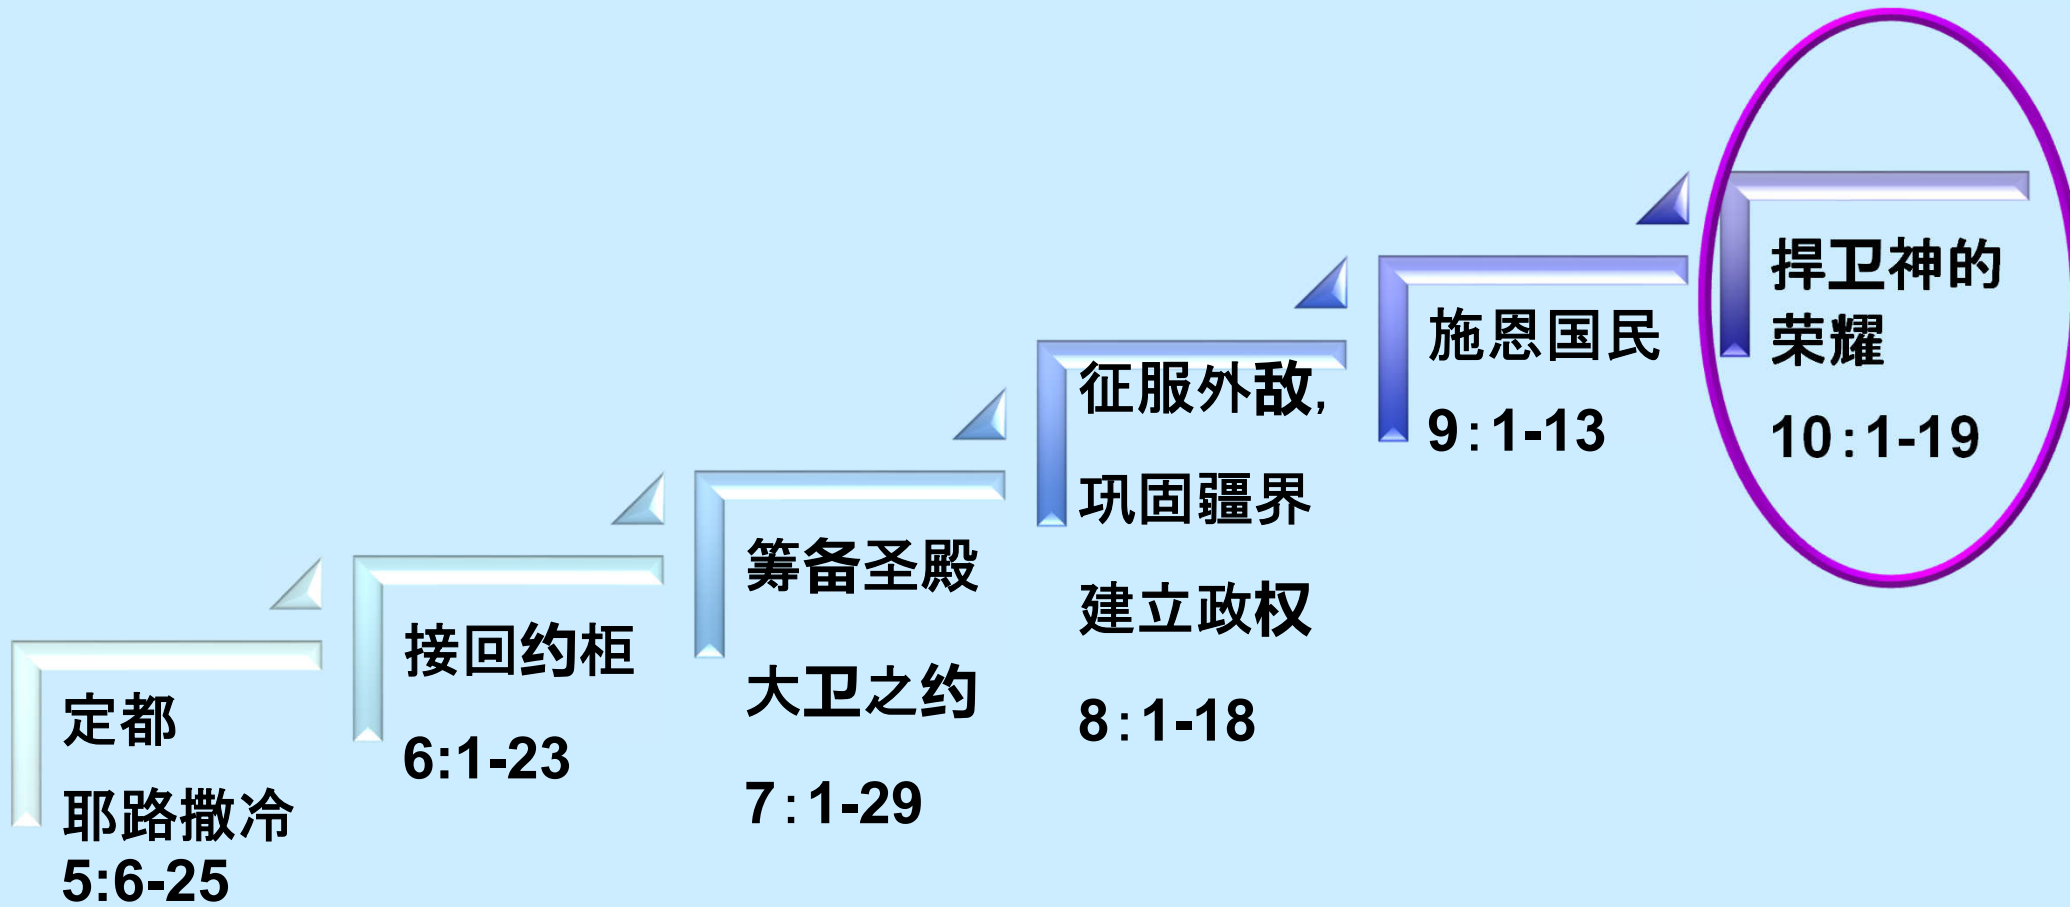 定都
耶路撒冷
5:6-25
接回约柜
6:1-23
筹备圣殿
大卫之约
7：1-29
征服外敌,
巩固疆界
建立政权
8：1-18
施恩国民
9：1-13
捍卫神的
荣耀
10：1-19